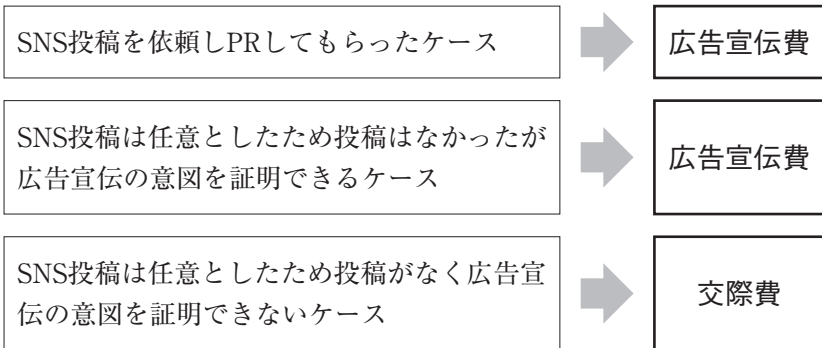 SNS投稿を依頼しPRしてもらったケース
広告宣伝費
SNS投稿は任意としたため投稿はなかったが
広告宣伝の意図を証明できるケース
広告宣伝費
SNS投稿は任意としたため投稿がなく広告宣
伝の意図を証明できないケース
交際費